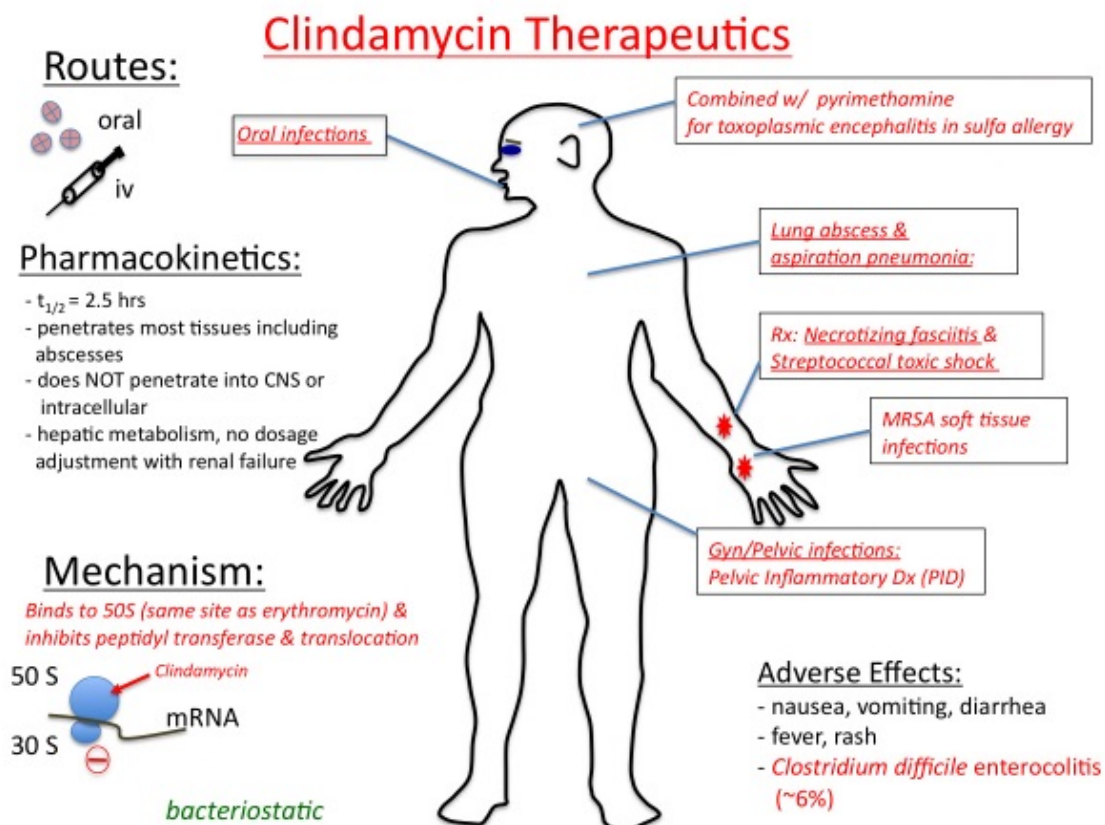 Clindamycin Therapeutics
Routes:
oral
iv
Oral infections
Combined w/ pyrimethamine
for toxoplasmic encephalitis in sulfa allergy
Pharmacokinetics:
- t1/2 = 2.5 hrs
- penetrates most tissues including
abscesses
- does NOT penetrate into CNS or
intracellular
- hepatic metabolism, no dosage
adjustment with renal failure
Lung abscess &
aspiration pneumonia:
Rx: Necrotizing fasciitis &
Streptococcal toxic shock
MRSA soft tissue
infections
Gyn/Pelvic infections:
Pelvic Inflammatory Dx (PID)
Mechanism:
Binds to 50S (same site as erythromycin) &
inhibits peptidyl transferase & translocation
50 S
Clindamycin
mRNA
30 S
bacteriostatic
Adverse Effects:
- nausea, vomiting, diarrhea
- fever, rash
- Clostridium difficile enterocolitis
(~6%)